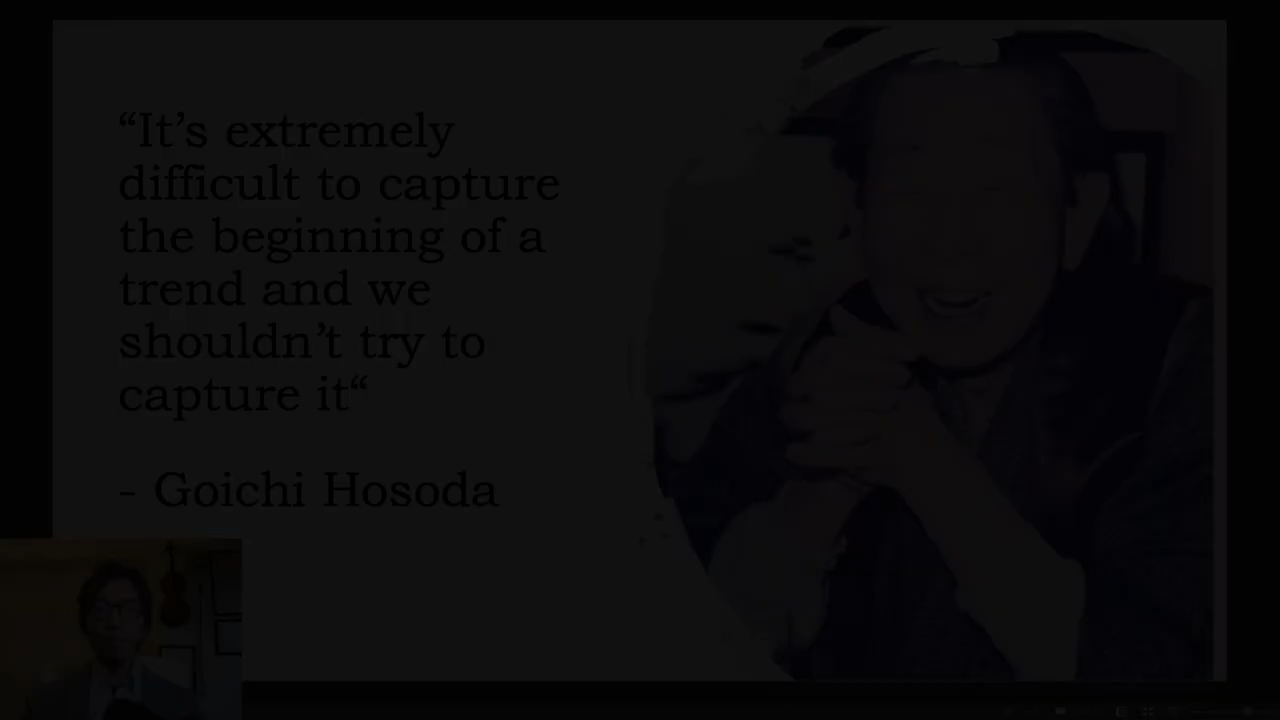 “It’s extremely
difficult to capture
the beginning of a
trend and we
shouldn’t try to
capture it“
- Goichi Hosoda